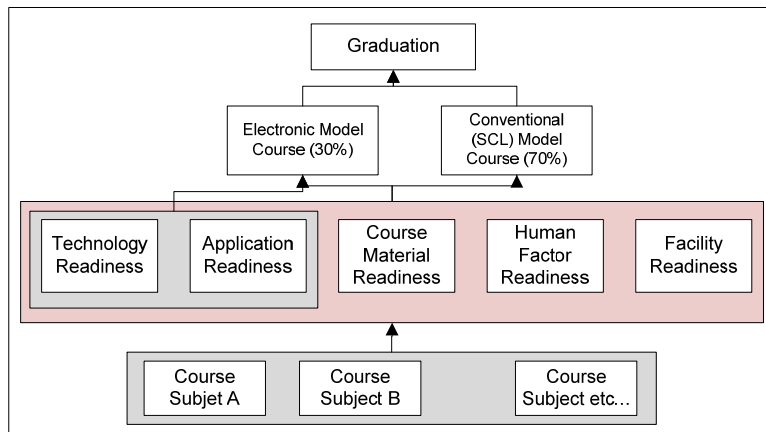 Graduation
Electronic Model
Course (30%)
Conventional
(SCL) Model
Course (70%)
Technology
Readiness
Application
Readiness
Course
Material
Readiness
Human
Factor
Readiness
Facility
Readiness
Course
Subjet A
Course
Subject B
Course
Subject etc...